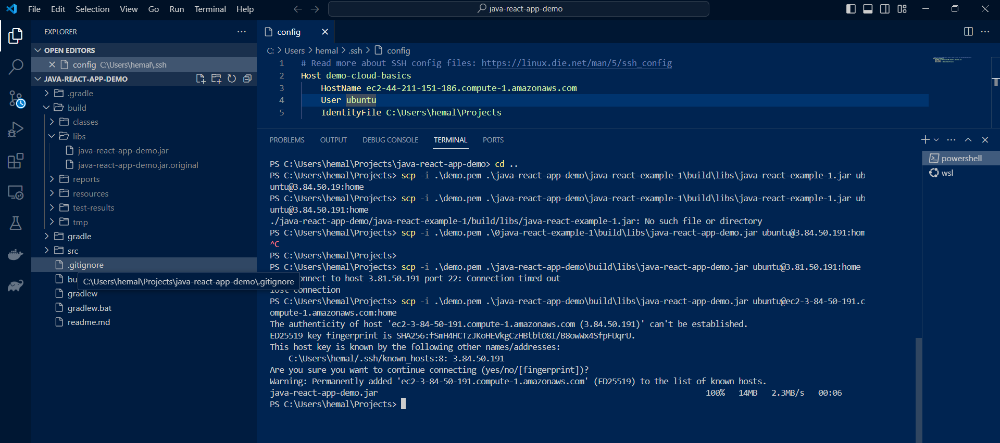 File Edit Selection View Go Run Terminal Help
java-react-app-demo
EXPLORER
OPEN EDITORS
config C:\Users\hemal\.ssh
JAVA-REACT-APP-DEMO
.gradle
build
classes
libs
java-react-app-demo.jar
java-react-app-demo.jar.original
reports
resources
test-results
tmp
gradle
src
.gitignore
bu
C:\Users\hemal\Projects\java-react-app-demo\.gitignore
gradlew
gradlew.bat
readme.md
config
C: > Users > hemal > .ssh > config
1 # Read more about SSH config files: https://linux.die.net/man/5/ssh_config
2 Host demo-cloud-basics
3 HostName ec2-44-211-151-186.compute-1.amazonaws.com
4 User ubuntu
5 IdentityFile C:\Users\hemal\Projects
PROBLEMS OUTPUT DEBUG CONSOLE TERMINAL PORTS
PS C:\Users\hemal\Projects\java-react-app-demo> cd ..
PS C:\Users\hemal\Projects> scp -i .\demo.pem .\java-react-app-demo\java-react-example-1\build\libs\java-react-example-1.jar ub
untu@3.84.50.19:home
PS C:\Users\hemal\Projects> scp -i .\demo.pem .\java-react-app-demo\java-react-example-1\build\libs\java-react-example-1.jar ub
untu@3.84.50.191:home
./java-react-app-demo/java-react-example-1/build/libs/java-react-example-1.jar: No such file or directory
PS C:\Users\hemal\Projects> scp -i .\demo.pem .\0java-react-example-1\build\libs\java-react-app-demo.jar ubuntu@3.84.50.191:hom
^C
PS C:\Users\hemal\Projects>
PS C:\Users\hemal\Projects> scp -i .\demo.pem .\java-react-app-demo\build\libs\java-react-app-demo.jar ubuntu@3.81.50.191:home
onnect to host 3.81.50.191 port 22: Connection timed out
lost connection
PS C:\Users\hemal\Projects> scp -i .\demo.pem .\java-react-app-demo\build\libs\java-react-app-demo.jar ubuntu@ec2-3-84-50-191.c
ompute-1.amazonaws.com:home
The authenticity of host 'ec2-3-84-50-191.compute-1.amazonaws.com (3.84.50.191)' can't be established.
ED25519 key fingerprint is SHA256:fSmH4HCTzJKoHEVkgCzHBtbtO8I/B8owWx4SfpFUqrU.
This host key is known by the following other names/addresses:
C:\Users\hemal/.ssh/known_hosts:8: 3.84.50.191
Are you sure you want to continue connecting (yes/no/[fingerprint])?
Warning: Permanently added 'ec2-3-84-50-191.compute-1.amazonaws.com' (ED25519) to the list of known hosts.
java-react-app-demo.jar 100% 14MB 2.3MB/s 00:06
PS C:\Users\hemal\Projects>
powershell
wsl